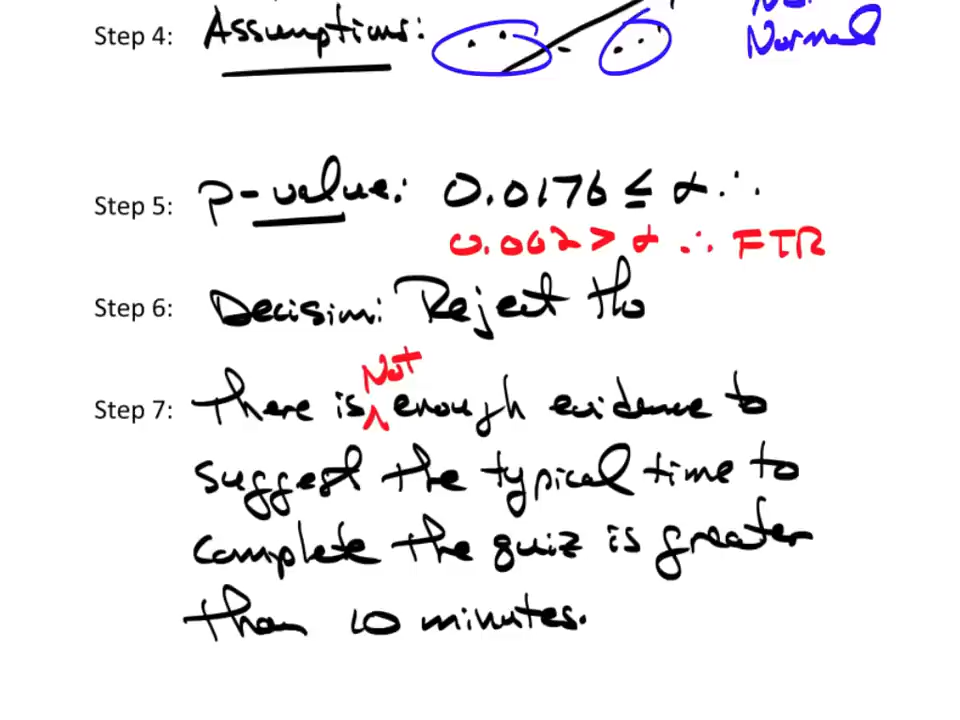 Step 4: Assumptions:
Normal
Step 5: p-value: 0.0176 ≤ α ∴
0.002 > α ∴ FTR
Step 6: Decision: Reject Ho
Not
Step 7: There is ^ enough evidence to
suggest the typical time to
complete the quiz is greater
than 10 minutes.